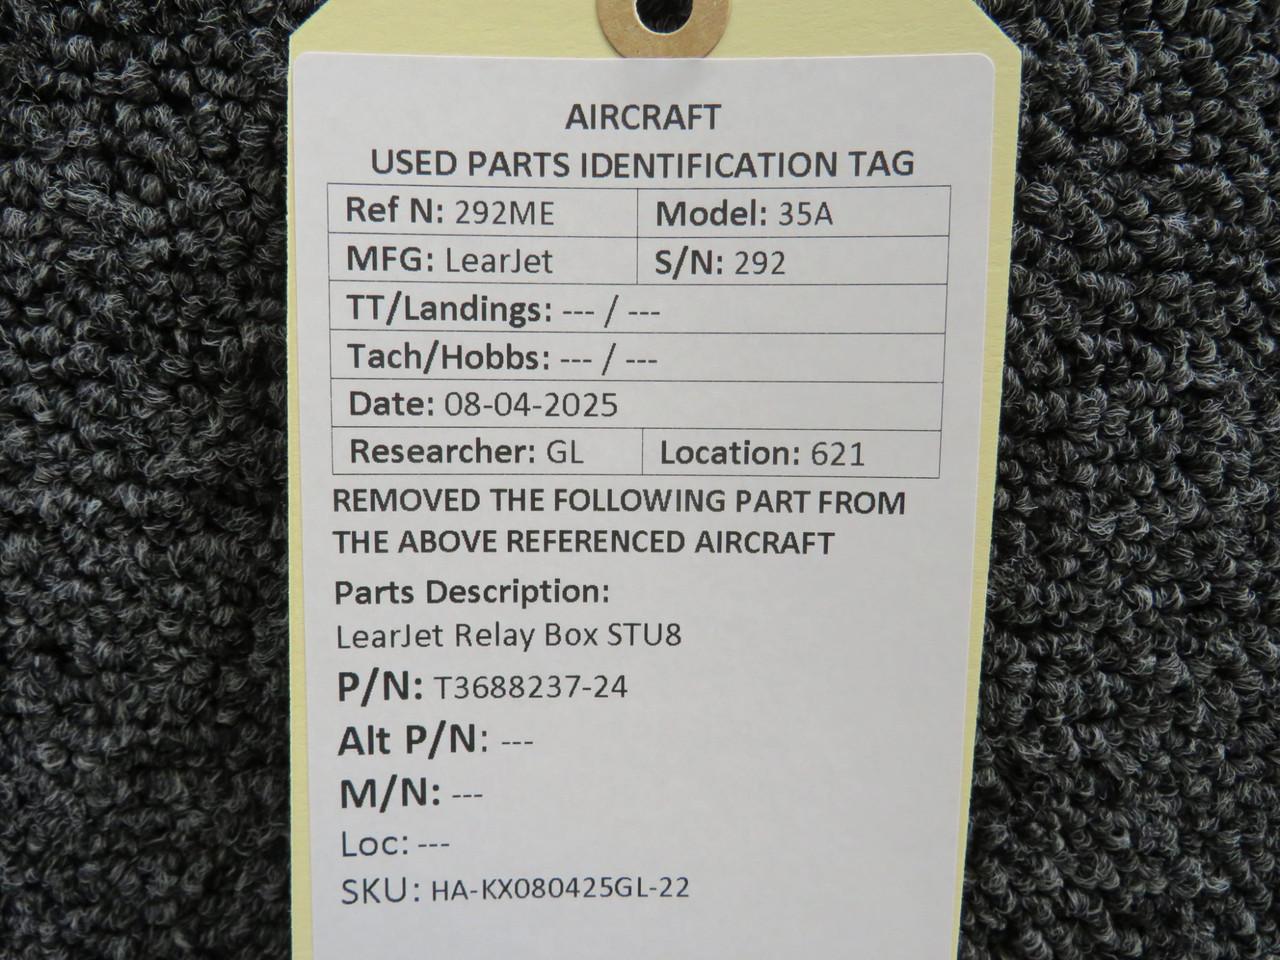 AIRCRAFT
USED PARTS IDENTIFICATION TAG
Ref N: 292ME Model: 35A
MFG: LearJet S/N: 292
TT/Landings: --- / ---
Tach/Hobbs: --- / ---
Date: 08-04-2025
Researcher: GL Location: 621
REMOVED THE FOLLOWING PART FROM
THE ABOVE REFERENCED AIRCRAFT
Parts Description:
LearJet Relay Box STU8
P/N: T3688237-24
Alt P/N: ---
M/N: ---
Loc: ---
SKU: HA-KX080425GL-22